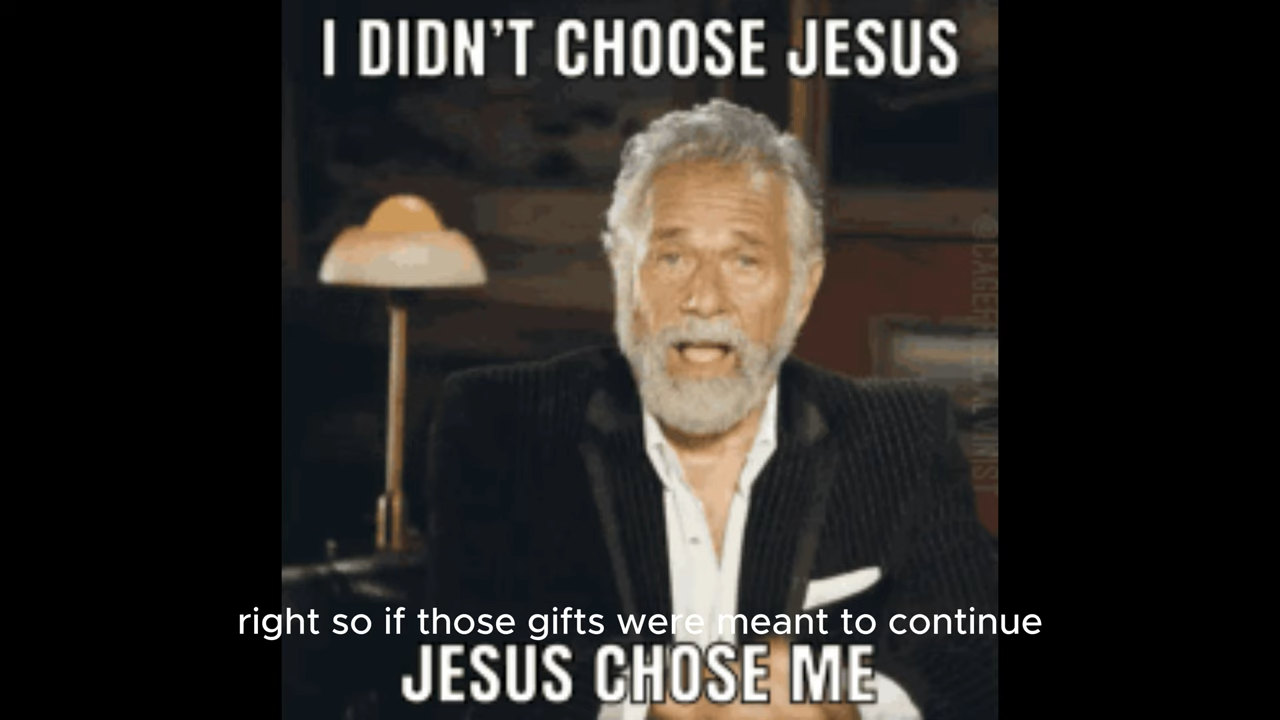 I DIDN'T CHOOSE JESUS
right so if those gifts were meant to continue
JESUS CHOSE ME